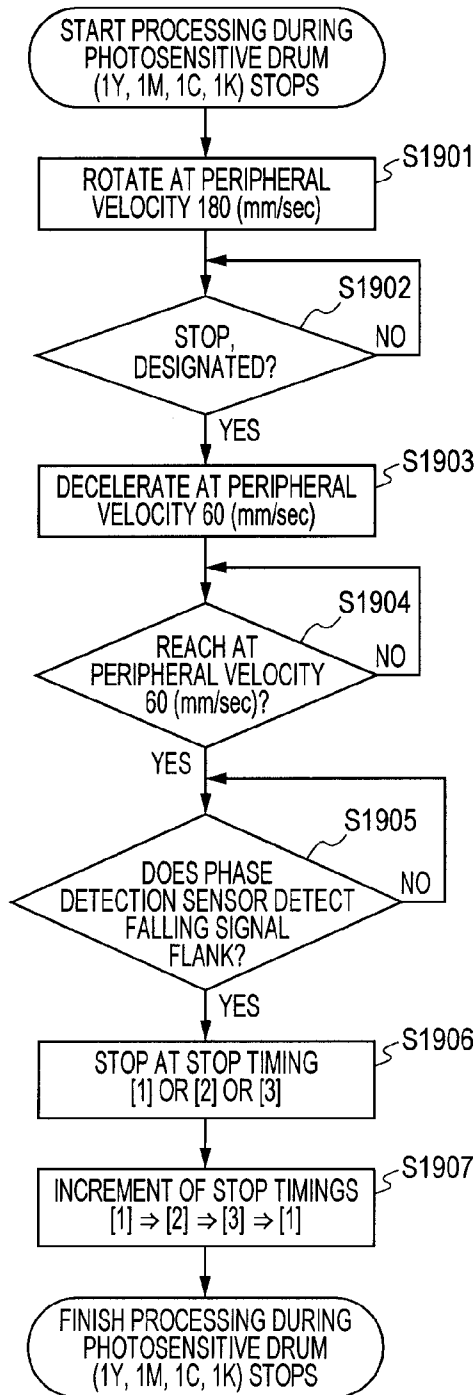 START PROCESSING DURING
PHOTOSENSITIVE DRUM
(1Y, 1M, 1C, 1K) STOPS
S1901
ROTATE AT PERIPHERAL
VELOCITY 180 (mm/sec)
S1902
STOP,
DESIGNATED?
NO
YES
S1903
DECELERATE AT PERIPHERAL
VELOCITY 60 (mm/sec)
S1904
REACH AT
PERIPHERAL VELOCITY
60 (mm/sec)?
NO
YES
S1905
DOES PHASE
DETECTION SENSOR DETECT
FALLING SIGNAL
FLANK?
NO
YES
S1906
STOP AT STOP TIMING
[1] OR [2] OR [3]
S1907
INCREMENT OF STOP TIMINGS
[1] ⇒ [2] ⇒ [3] ⇒ [1]
FINISH PROCESSING DURING
PHOTOSENSITIVE DRUM
(1Y, 1M, 1C, 1K) STOPS